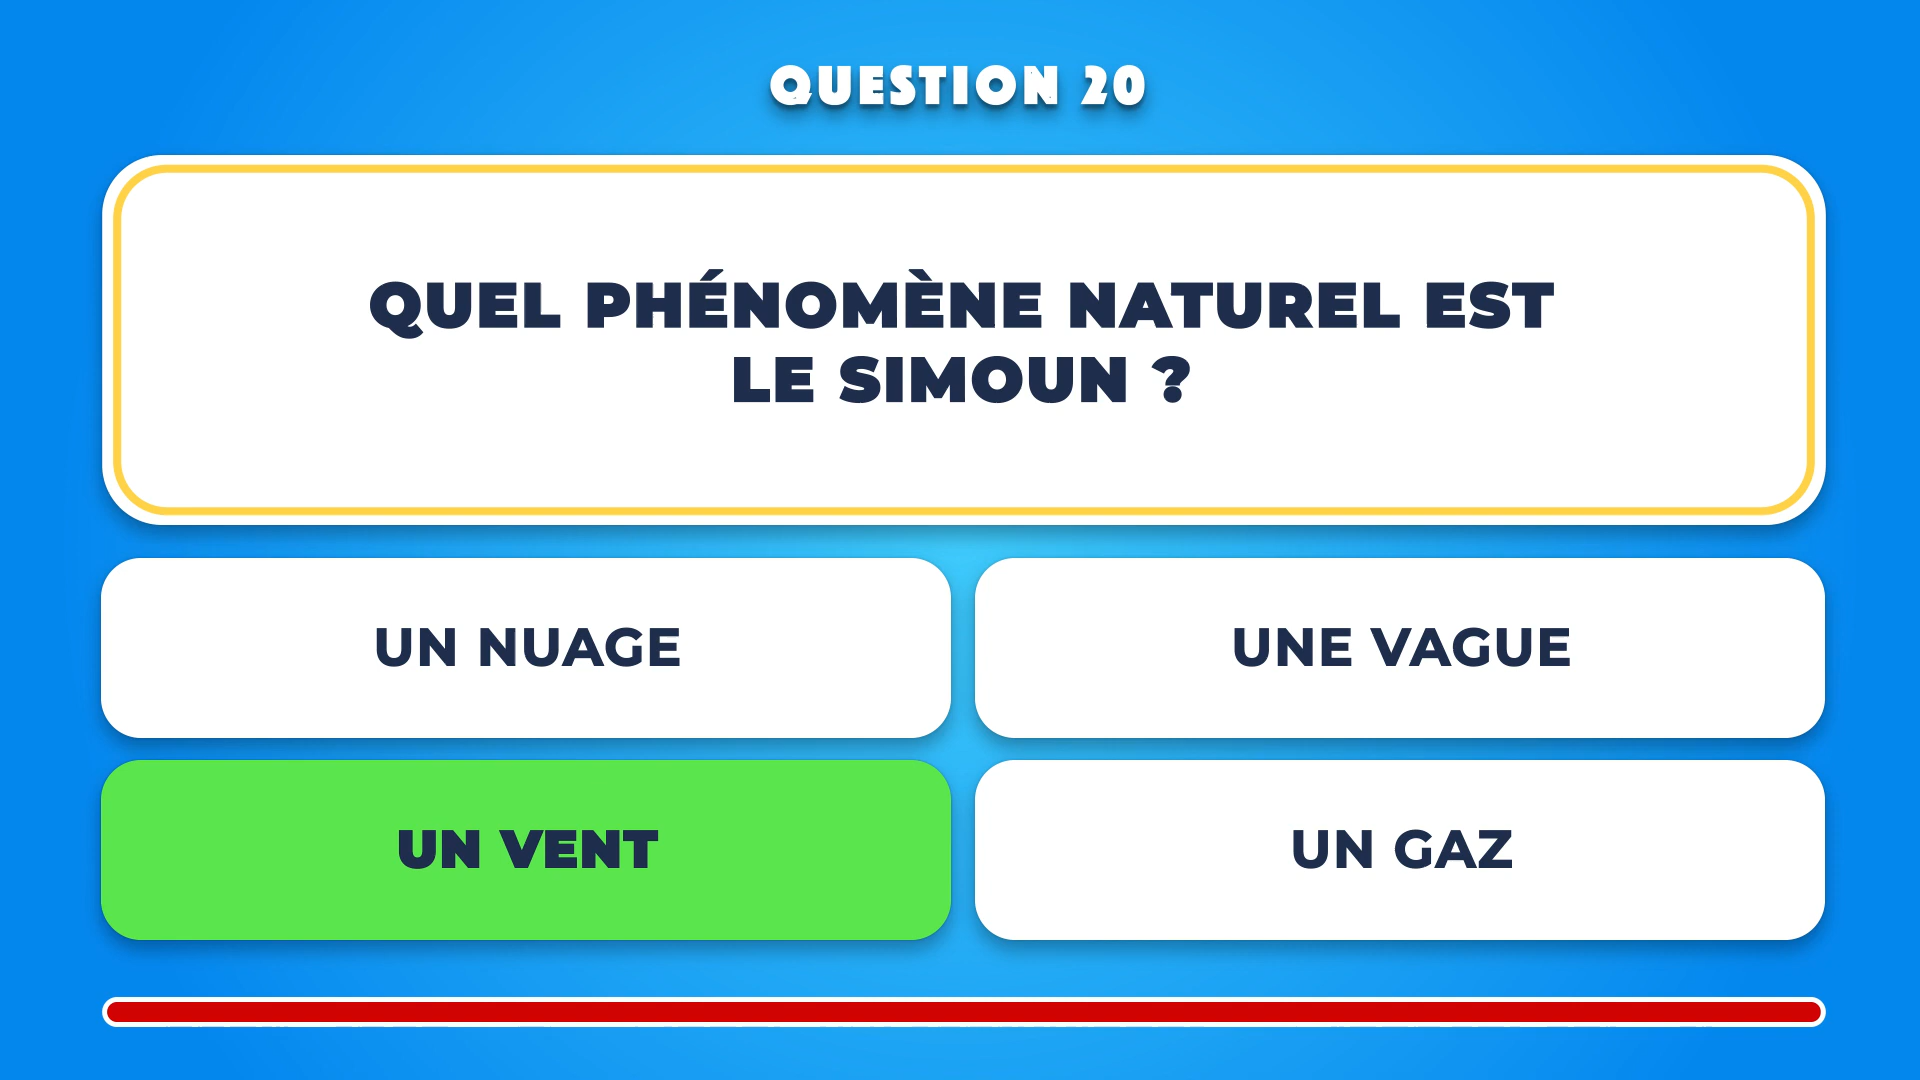 QUESTION 20
QUEL PHÉNOMÈNE NATUREL EST
LE SIMOUN ?
UN NUAGE
UNE VAGUE
UN VENT
UN GAZ